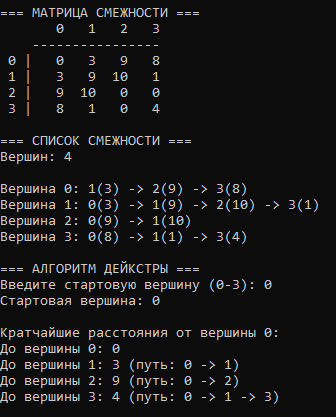 === МАТРИЦА СМЕЖНОСТИ ===
0 1 2 3
---------------
0 | 0 3 9 8
1 | 3 9 10 1
2 | 9 10 0 0
3 | 8 1 0 4
=== СПИСОК СМЕЖНОСТИ ===
Вершин: 4
Вершина 0: 1(3) -> 2(9) -> 3(8)
Вершина 1: 0(3) -> 1(9) -> 2(10) -> 3(1)
Вершина 2: 0(9) -> 1(10)
Вершина 3: 0(8) -> 1(1) -> 3(4)
=== АЛГОРИТМ ДЕЙКСТРЫ ===
Введите стартовую вершину (0-3): 0
Стартовая вершина: 0
Кратчайшие расстояния от вершины 0:
До вершины 0: 0
До вершины 1: 3 (путь: 0 -> 1)
До вершины 2: 9 (путь: 0 -> 2)
До вершины 3: 4 (путь: 0 -> 1 -> 3)